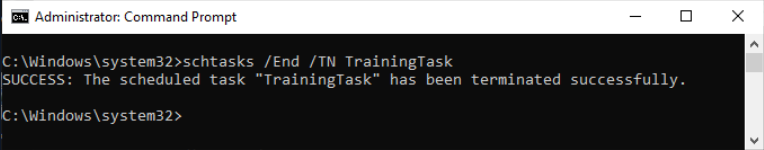 Administrator: Command Prompt
C:\Windows\system32>schtasks /End /TN TrainingTask
SUCCESS: The scheduled task "TrainingTask" has been terminated successfully.
C:\Windows\system32>